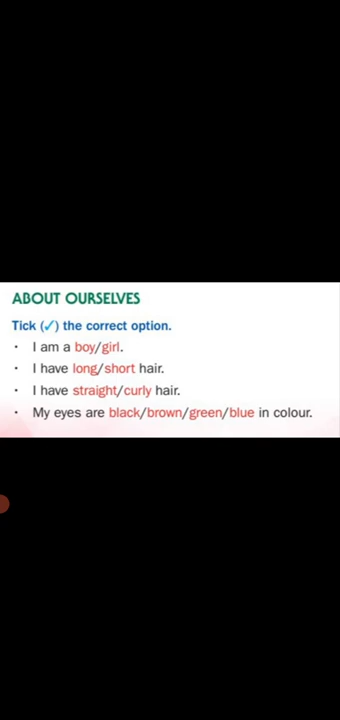 ABOUT OURSELVES
Tick (✓) the correct option.
• I am a boy/girl.
• I have long/short hair.
• I have straight/curly hair.
• My eyes are black/brown/green/blue in colour.